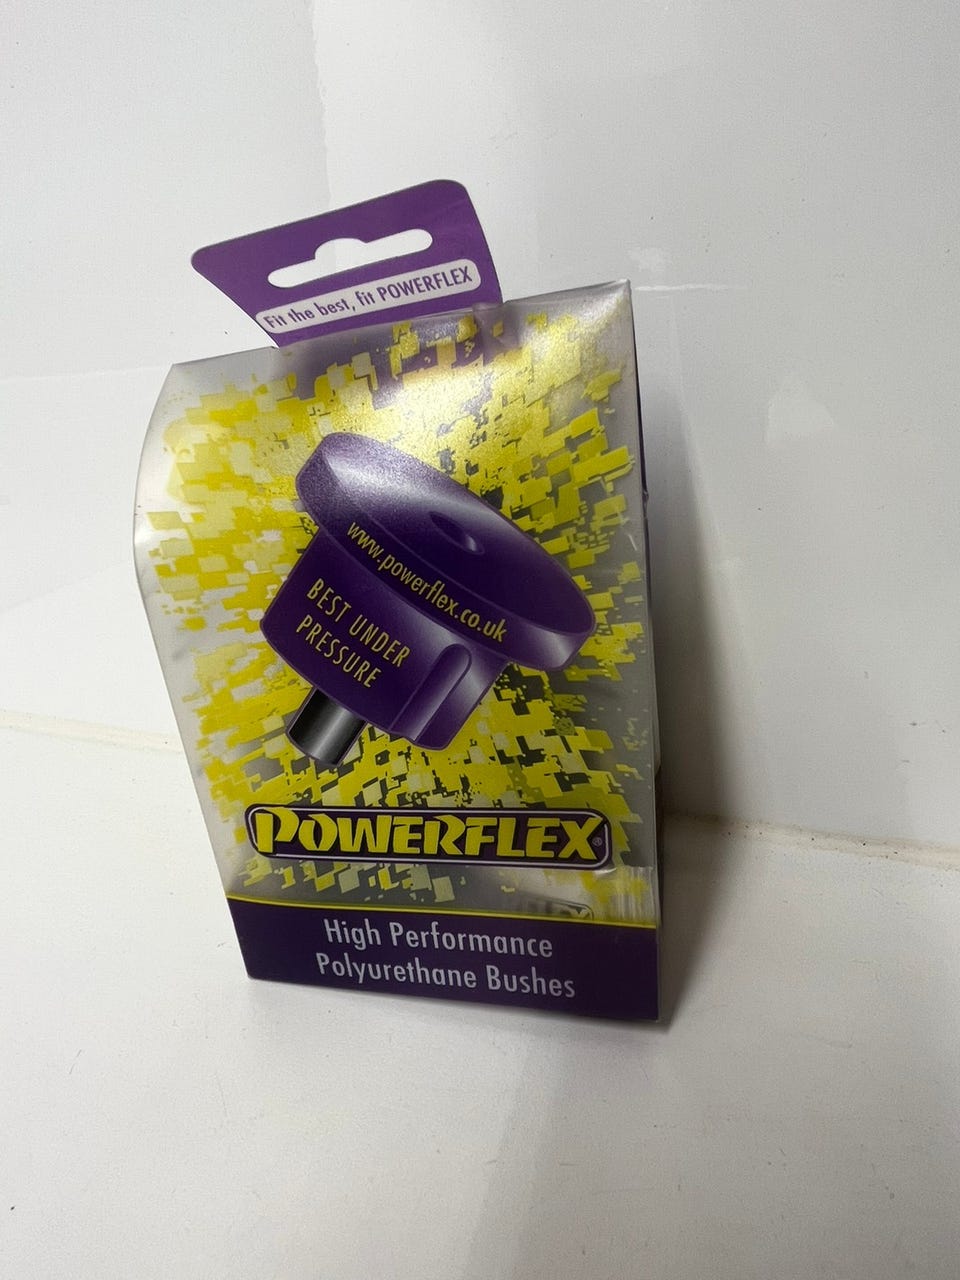 Fit the best, fit POWERFLEX
www.powerflex.co.uk
BEST UNDER
PRESSURE
POWERFLEX®
High Performance
Polyurethane Bushes